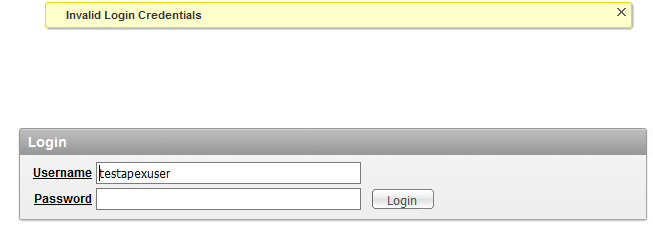 Invalid Login Credentials
Login
Username testapexuser
Password Login